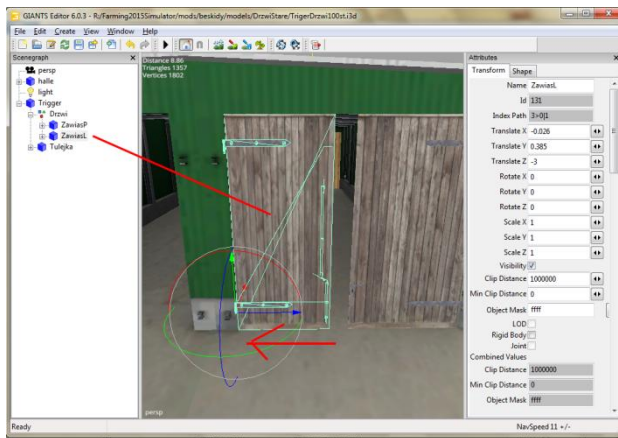 GIANTS Editor 6.0.3 - R:/Farming2015Simulator/mods/beskidy/models/DrzwiStare/TrigerDrzwi100st.i3d
File Edit Create View Window Help
Scenegraph
persp
halle
light
Trigger
Drzwi
ZawiasP
ZawiasL
Tulejka
Distance 8.86
Triangles 1357
Vertices 1802
persp
Attributes
Transform Shape
Name ZawiasL
Id 131
Index Path 3>0|1
Translate X -0.026
Translate Y 0.385
Translate Z -3
Rotate X 0
Rotate Y 0
Rotate Z 0
Scale X 1
Scale Y 1
Scale Z 1
Visibility
Clip Distance 1000000
Min Clip Distance 0
Object Mask ffff
LOD
Rigid Body
Joint
Combined Values
Clip Distance 1000000
Min Clip Distance 0
Object Mask ffff
Ready
NavSpeed 11 +/-